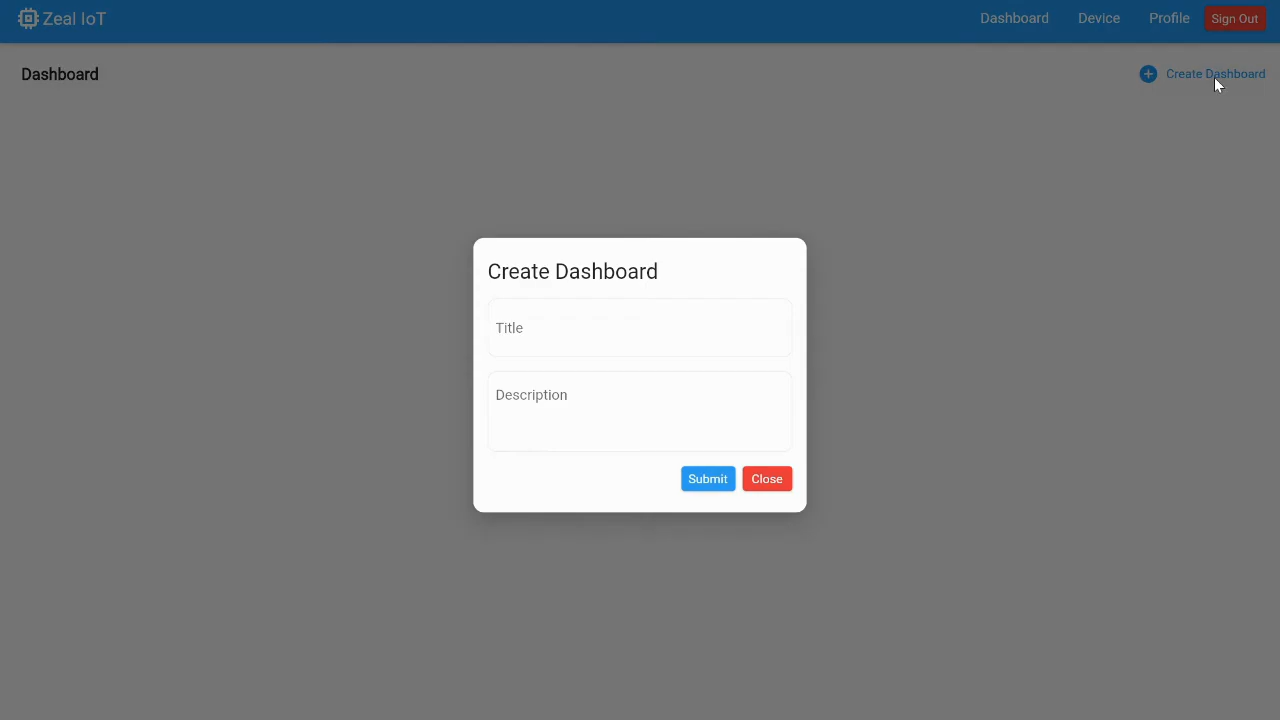 Zeal IoT Dashboard Device Profile Sign Out
Dashboard Create Dashboard
Create Dashboard
Title
Description
Submit Close